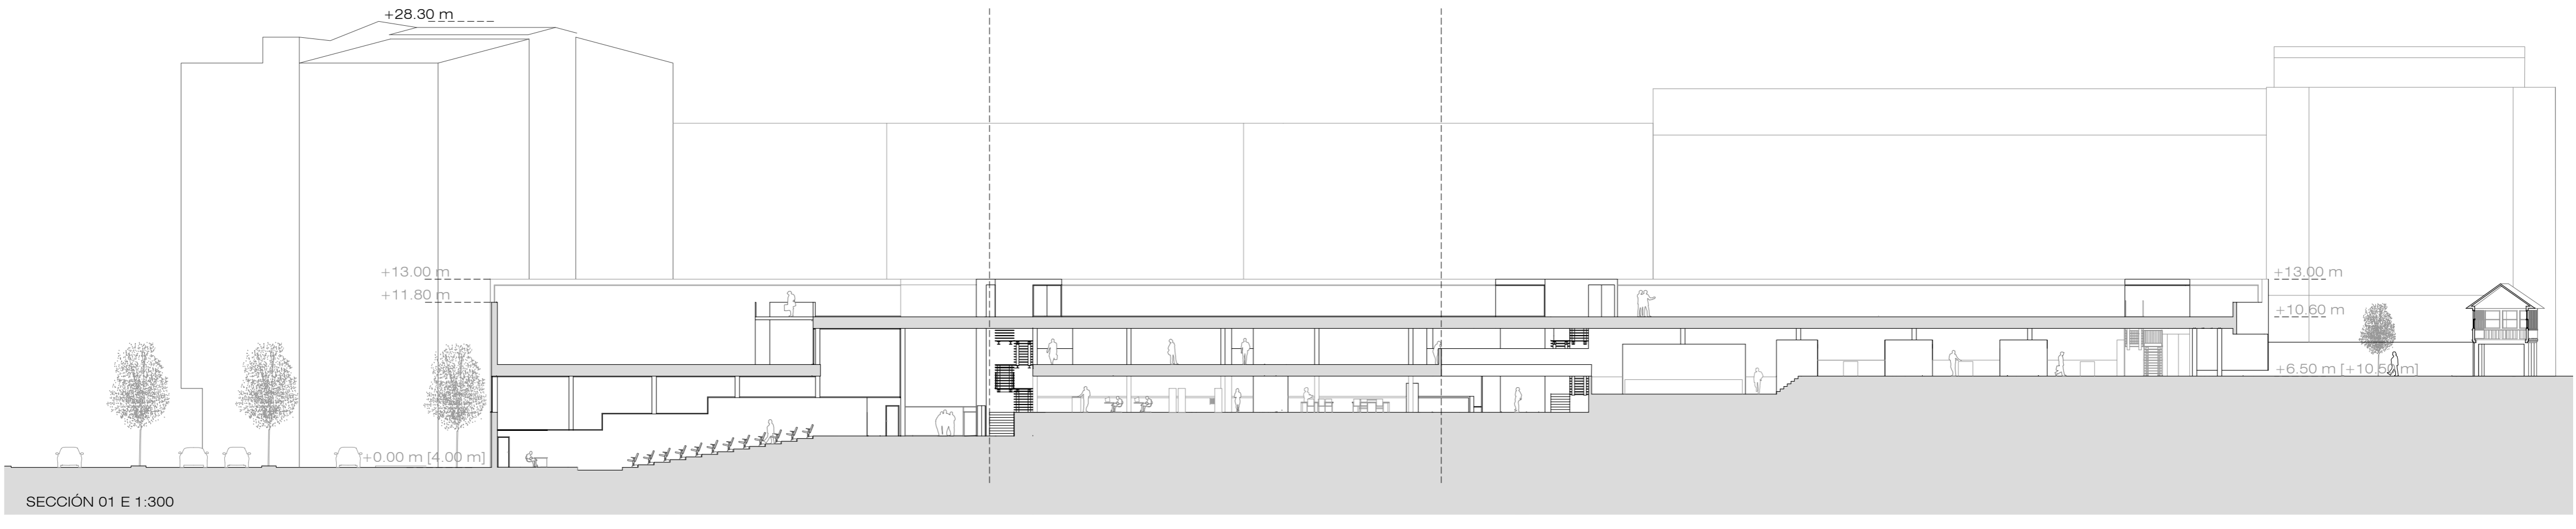 +28.30 m
+13.00 m
+11.80 m
+0.00 m [4.00 m]
+13.00 m
+10.60 m
+6.50 m [+10.50 m]
SECCIÓN 01 E 1:300